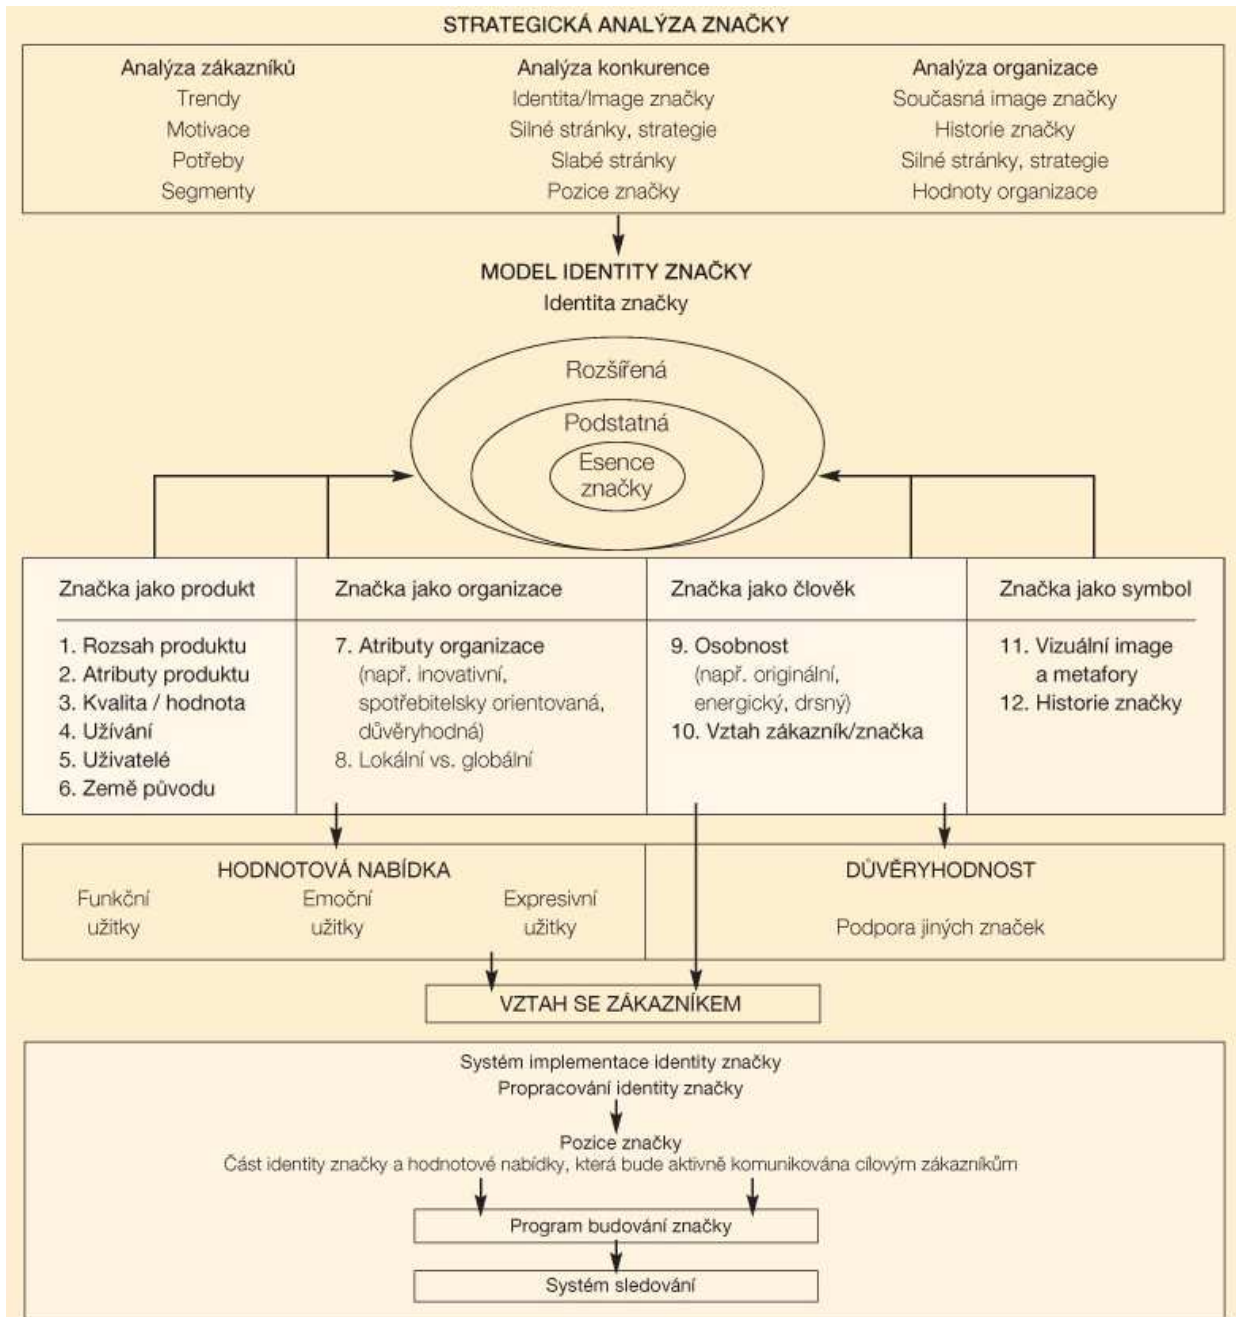 STRATEGICKÁ ANALÝZA ZNAČKY
Analýza zákazníků
Trendy
Motivace
Potřeby
Segmenty
Analýza konkurence
Identita/Image značky
Silné stránky, strategie
Slabé stránky
Pozice značky
Analýza organizace
Současná image značky
Historie značky
Silné stránky, strategie
Hodnoty organizace
MODEL IDENTITY ZNAČKY
Identita značky
Rozšířená
Podstatná
Esence
značky
Značka jako produkt
1. Rozsah produktu
2. Atributy produktu
3. Kvalita / hodnota
4. Užívání
5. Uživatelé
6. Země původu
Značka jako organizace
7. Atributy organizace
(např. inovativní,
spotřebitelsky orientovaná,
důvěryhodná)
8. Lokální vs. globální
Značka jako člověk
9. Osobnost
(např. originální,
energický, drsný)
10. Vztah zákazník/značka
Značka jako symbol
11. Vizuální image
a metafory
12. Historie značky
HODNOTOVÁ NABÍDKA
Funkční
užitky
Emoční
užitky
Expresivní
užitky
DŮVĚRYHODNOST
Podpora jiných značek
VZTAH SE ZÁKAZNÍKEM
Systém implementace identity značky
Propracování identity značky
Pozice značky
Část identity značky a hodnotové nabídky, která bude aktivně komunikována cílovým zákazníkům
Program budování značky
Systém sledování